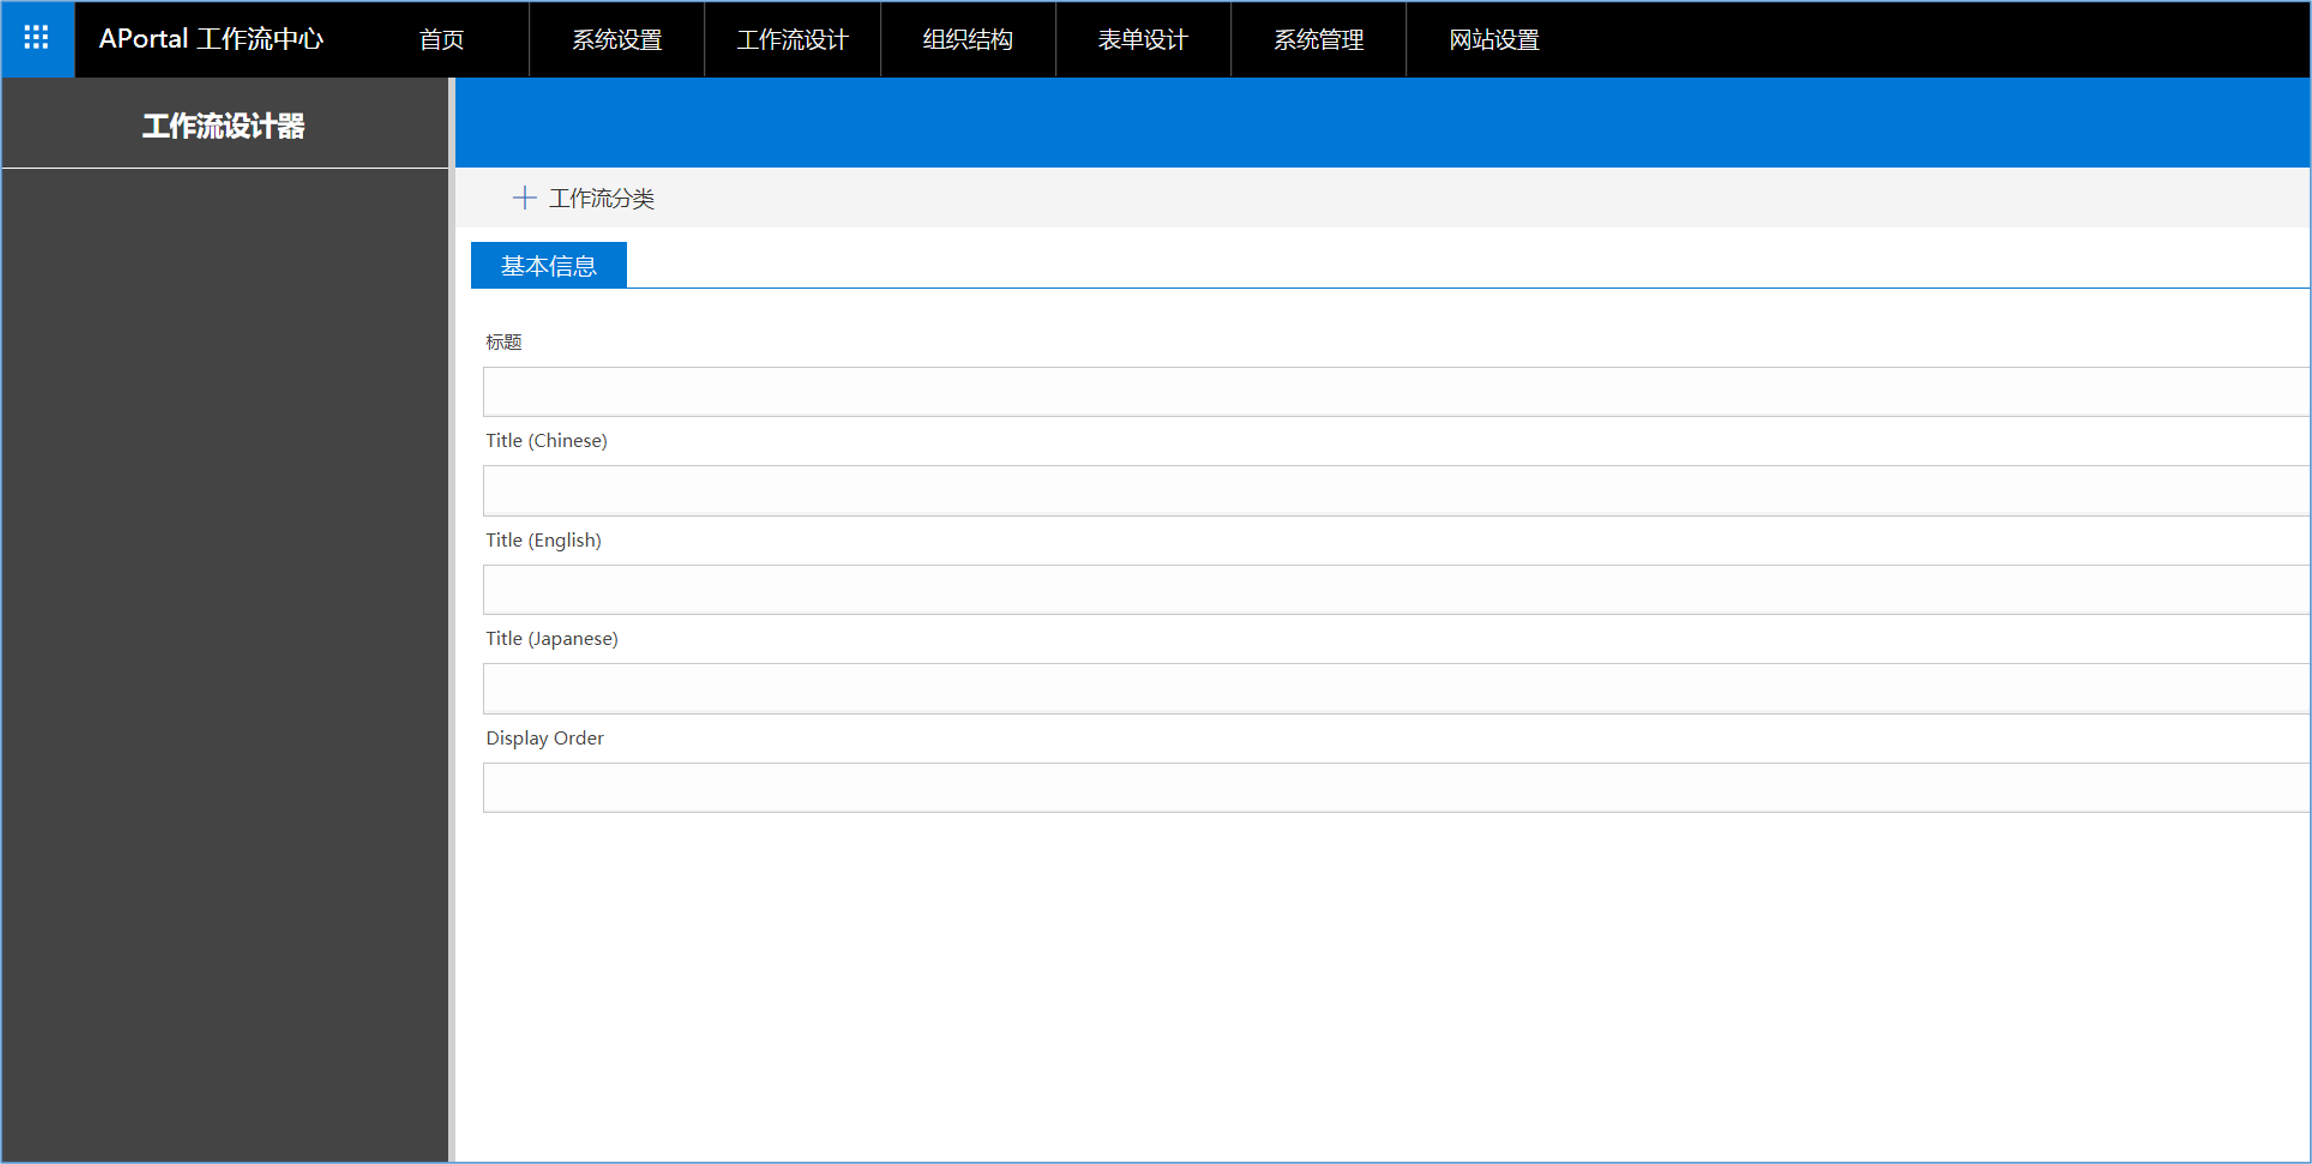 APortal 工作流中心 首页 系统设置 工作流设计 组织结构 表单设计 系统管理 网站设置
工作流设计器
工作流分类
基本信息
标题
Title (Chinese)
Title (English)
Title (Japanese)
Display Order